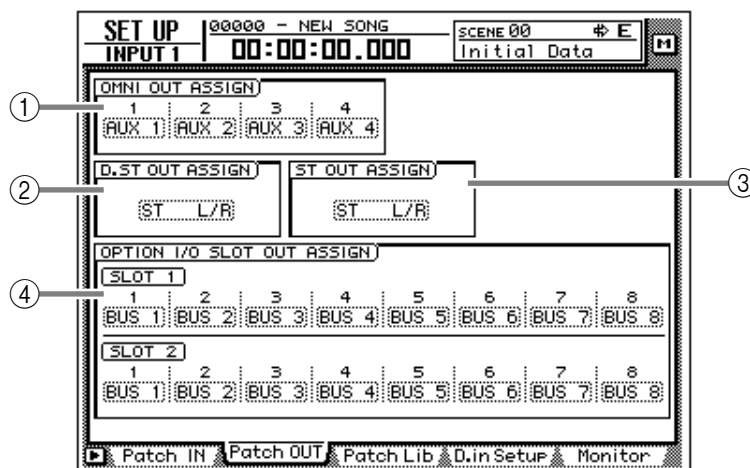 SET UP
INPUT 1
00000 - NEW SONG
00:00:00.000
SCENE 00 E
Initial Data
M
OMNI OUT ASSIGN
1 2 3 4
AUX 1 AUX 2 AUX 3 AUX 4
①
D.ST OUT ASSIGN
ST L/R
②
ST OUT ASSIGN
ST L/R
③
OPTION I/O SLOT OUT ASSIGN
④
SLOT 1
1 2 3 4 5 6 7 8
BUS 1 BUS 2 BUS 3 BUS 4 BUS 5 BUS 6 BUS 7 BUS 8
SLOT 2
1 2 3 4 5 6 7 8
BUS 1 BUS 2 BUS 3 BUS 4 BUS 5 BUS 6 BUS 7 BUS 8
Patch IN Patch OUT Patch Lib D.in Setup Monitor